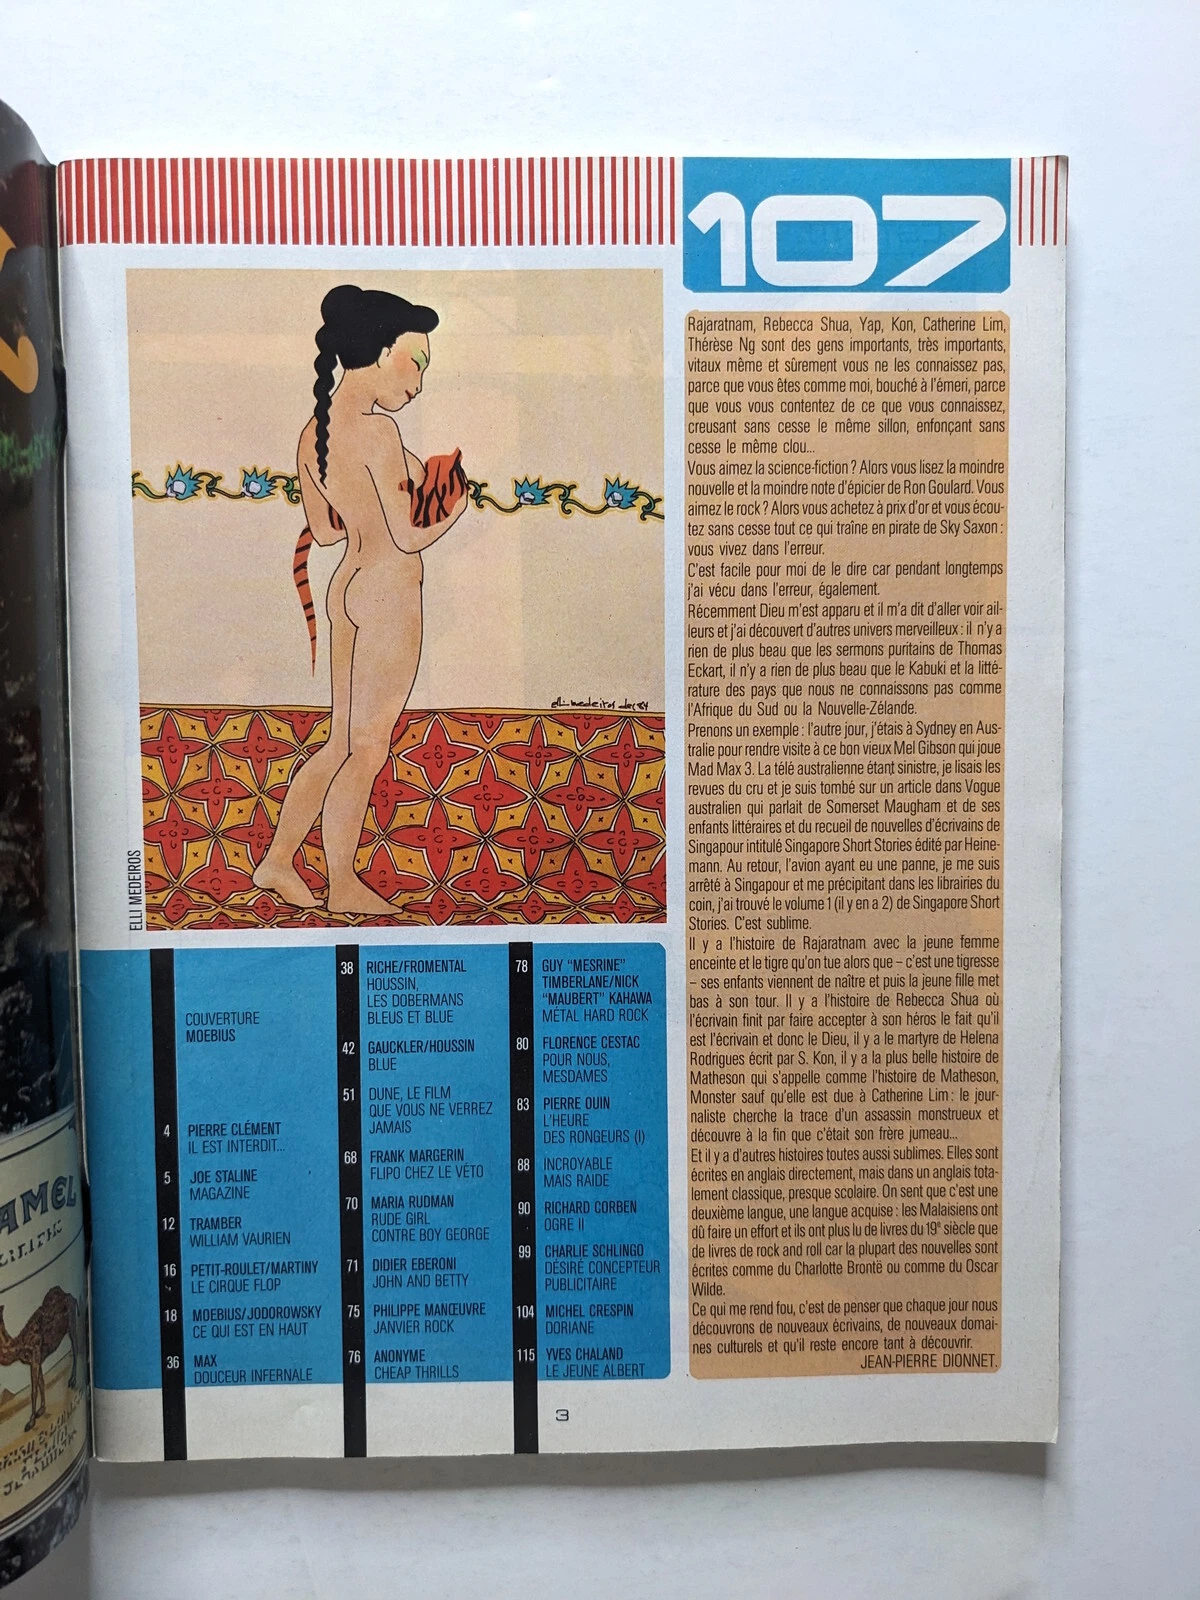 107
Rajaratnam, Rebecca Shua, Yap, Kon, Catherine Lim,
Thérèse Ng sont des gens importants, très importants,
vitaux même et sûrement vous ne les connaissez pas,
parce que vous êtes comme moi, bouché à l'émeri, parce
que vous vous contentez de ce que vous connaissez,
creusant sans cesse le même sillon, enfonçant sans
cesse le même clou...
Vous aimez la science-fiction ? Alors vous lisez la moindre
nouvelle et la moindre note d'épicier de Ron Goulard. Vous
aimez le rock ? Alors vous achetez à prix d'or et vous écou-
tez sans cesse tout ce qui traîne en pirate de Sky Saxon :
vous vivez dans l'erreur.
C'est facile pour moi de le dire car pendant longtemps
j'ai vécu dans l'erreur, également.
Récemment Dieu m'est apparu et il m'a dit d'aller voir ail-
leurs et j'ai découvert d'autres univers merveilleux : il n'y a
rien de plus beau que les sermons puritains de Thomas
Eckart, il n'y a rien de plus beau que le Kabuki et la litté-
rature des pays que nous ne connaissons pas comme
l'Afrique du Sud ou la Nouvelle-Zélande.
Prenons un exemple : l'autre jour, j'étais à Sydney en Aus-
tralie pour rendre visite à ce bon vieux Mel Gibson qui joue
Mad Max 3. La télé australienne étant sinistre, je lisais les
revues du cru et je suis tombé sur un article dans Vogue
australien qui parlait de Somerset Maugham et de ses
enfants littéraires et du recueil de nouvelles d'écrivains de
Singapour intitulé Singapore Short Stories édité par Heine-
mann. Au retour, l'avion ayant eu une panne, je me suis
arrêté à Singapour et me précipitant dans les librairies du
coin, j'ai trouvé le volume 1 (il y en a 2) de Singapore Short
Stories. C'est sublime.
Il y a l'histoire de Rajaratnam avec la jeune femme
enceinte et le tigre qu'on tue alors que – c'est une tigresse
– ses enfants viennent de naître et puis la jeune fille met
bas à son tour. Il y a l'histoire de Rebecca Shua où
l'écrivain finit par faire accepter à son héros le fait qu'il
est l'écrivain et donc le Dieu, il y a le martyre de Helena
Rodrigues écrit par S. Kon, il y a la plus belle histoire de
Matheson qui s'appelle comme l'histoire de Matheson,
Monster sauf qu'elle est due à Catherine Lim : le jour-
naliste cherche la trace d'un assassin monstrueux et
découvre à la fin que c'était son frère jumeau...
Et il y a d'autres histoires toutes aussi sublimes. Elles sont
écrites en anglais directement, mais dans un anglais tota-
lement classique, presque scolaire. On sent que c'est une
deuxième langue, une langue acquise : les Malaisiens ont
dû faire un effort et ils ont plus lu de livres du 19e siècle que
de livres de rock and roll car la plupart des nouvelles sont
écrites comme du Charlotte Brontë ou comme du Oscar
Wilde.
Ce qui me rend fou, c'est de penser que chaque jour nous
découvrons de nouveaux écrivains, de nouveaux domai-
nes culturels et qu'il reste encore tant à découvrir.
JEAN-PIERRE DIONNET.
elli medeiros dec 84
ELLI MEDEIROS
COUVERTURE
MOEBIUS
4 PIERRE CLÉMENT
IL EST INTERDIT...
5 JOE STALINE
MAGAZINE
12 TRAMBER
WILLIAM VAURIEN
16 PETIT-ROULET/MARTINY
LE CIRQUE FLOP
18 MOEBIUS/JODOROWSKY
CE QUI EST EN HAUT
36 MAX
DOUCEUR INFERNALE
38 RICHE/FROMENTAL
HOUSSIN,
LES DOBERMANS
BLEUS ET BLUE
42 GAUCKLER/HOUSSIN
BLUE
51 DUNE, LE FILM
QUE VOUS NE VERREZ
JAMAIS
68 FRANK MARGERIN
FLIPO CHEZ LE VÉTO
70 MARIA RUDMAN
RUDE GIRL
CONTRE BOY GEORGE
71 DIDIER EBERONI
JOHN AND BETTY
75 PHILIPPE MANŒUVRE
JANVIER ROCK
76 ANONYME
CHEAP THRILLS
78 GUY "MESRINE"
TIMBERLANE/NICK
"MAUBERT" KAHAWA
MÉTAL HARD ROCK
80 FLORENCE CESTAC
POUR NOUS,
MESDAMES
83 PIERRE OUIN
L'HEURE
DES RONGEURS (I)
88 INCROYABLE
MAIS RAIDE
90 RICHARD CORBEN
OGRE II
99 CHARLIE SCHLINGO
DÉSIRÉ CONCEPTEUR
PUBLICITAIRE
104 MICHEL CRESPIN
DORIANE
115 YVES CHALAND
LE JEUNE ALBERT
3
AMEL